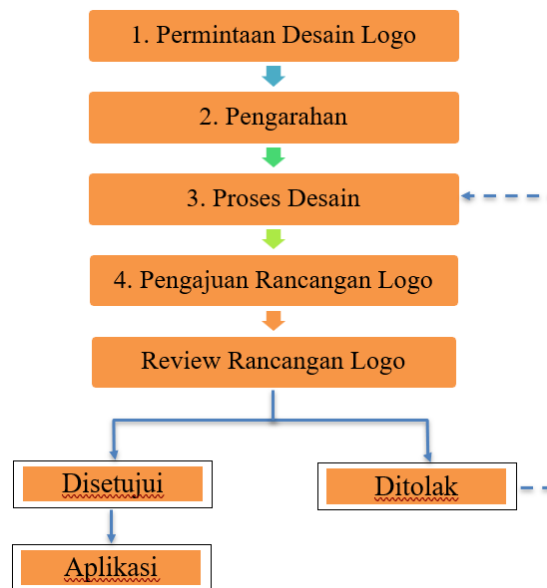 1. Permintaan Desain Logo
2. Pengarahan
3. Proses Desain
4. Pengajuan Rancangan Logo
Review Rancangan Logo
Disetujui
Ditolak
Aplikasi